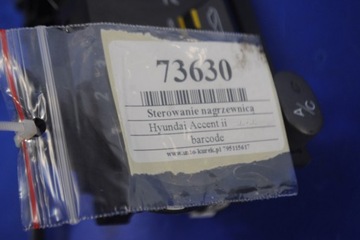 73630
Sterowanie nagrzewnicą
Hyundai Accent ii
barcode
A/C